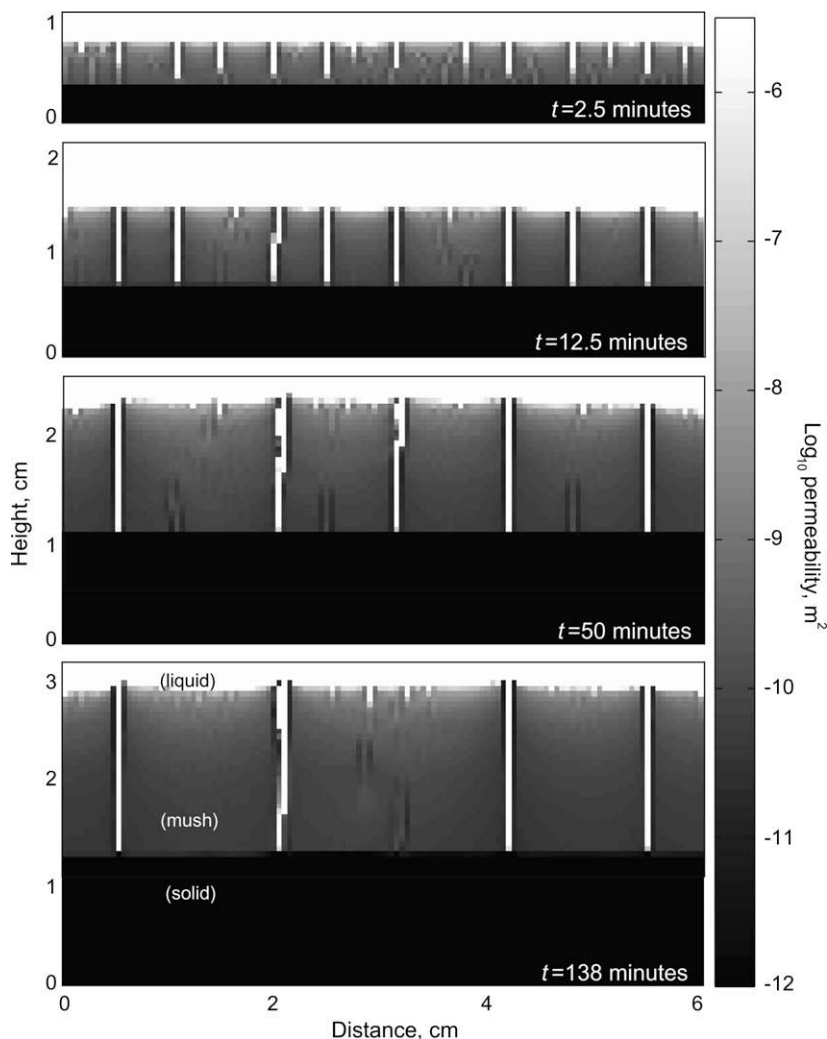 1
0
t=2.5 minutes
2
1
0
t=12.5 minutes
2
1
0
t=50 minutes
3
2
1
0
(liquid)
(mush)
(solid)
t=138 minutes
0
2
4
6
Distance, cm
Height, cm
-6
-7
-8
-9
-10
-11
-12
Log₁₀ permeability, m²